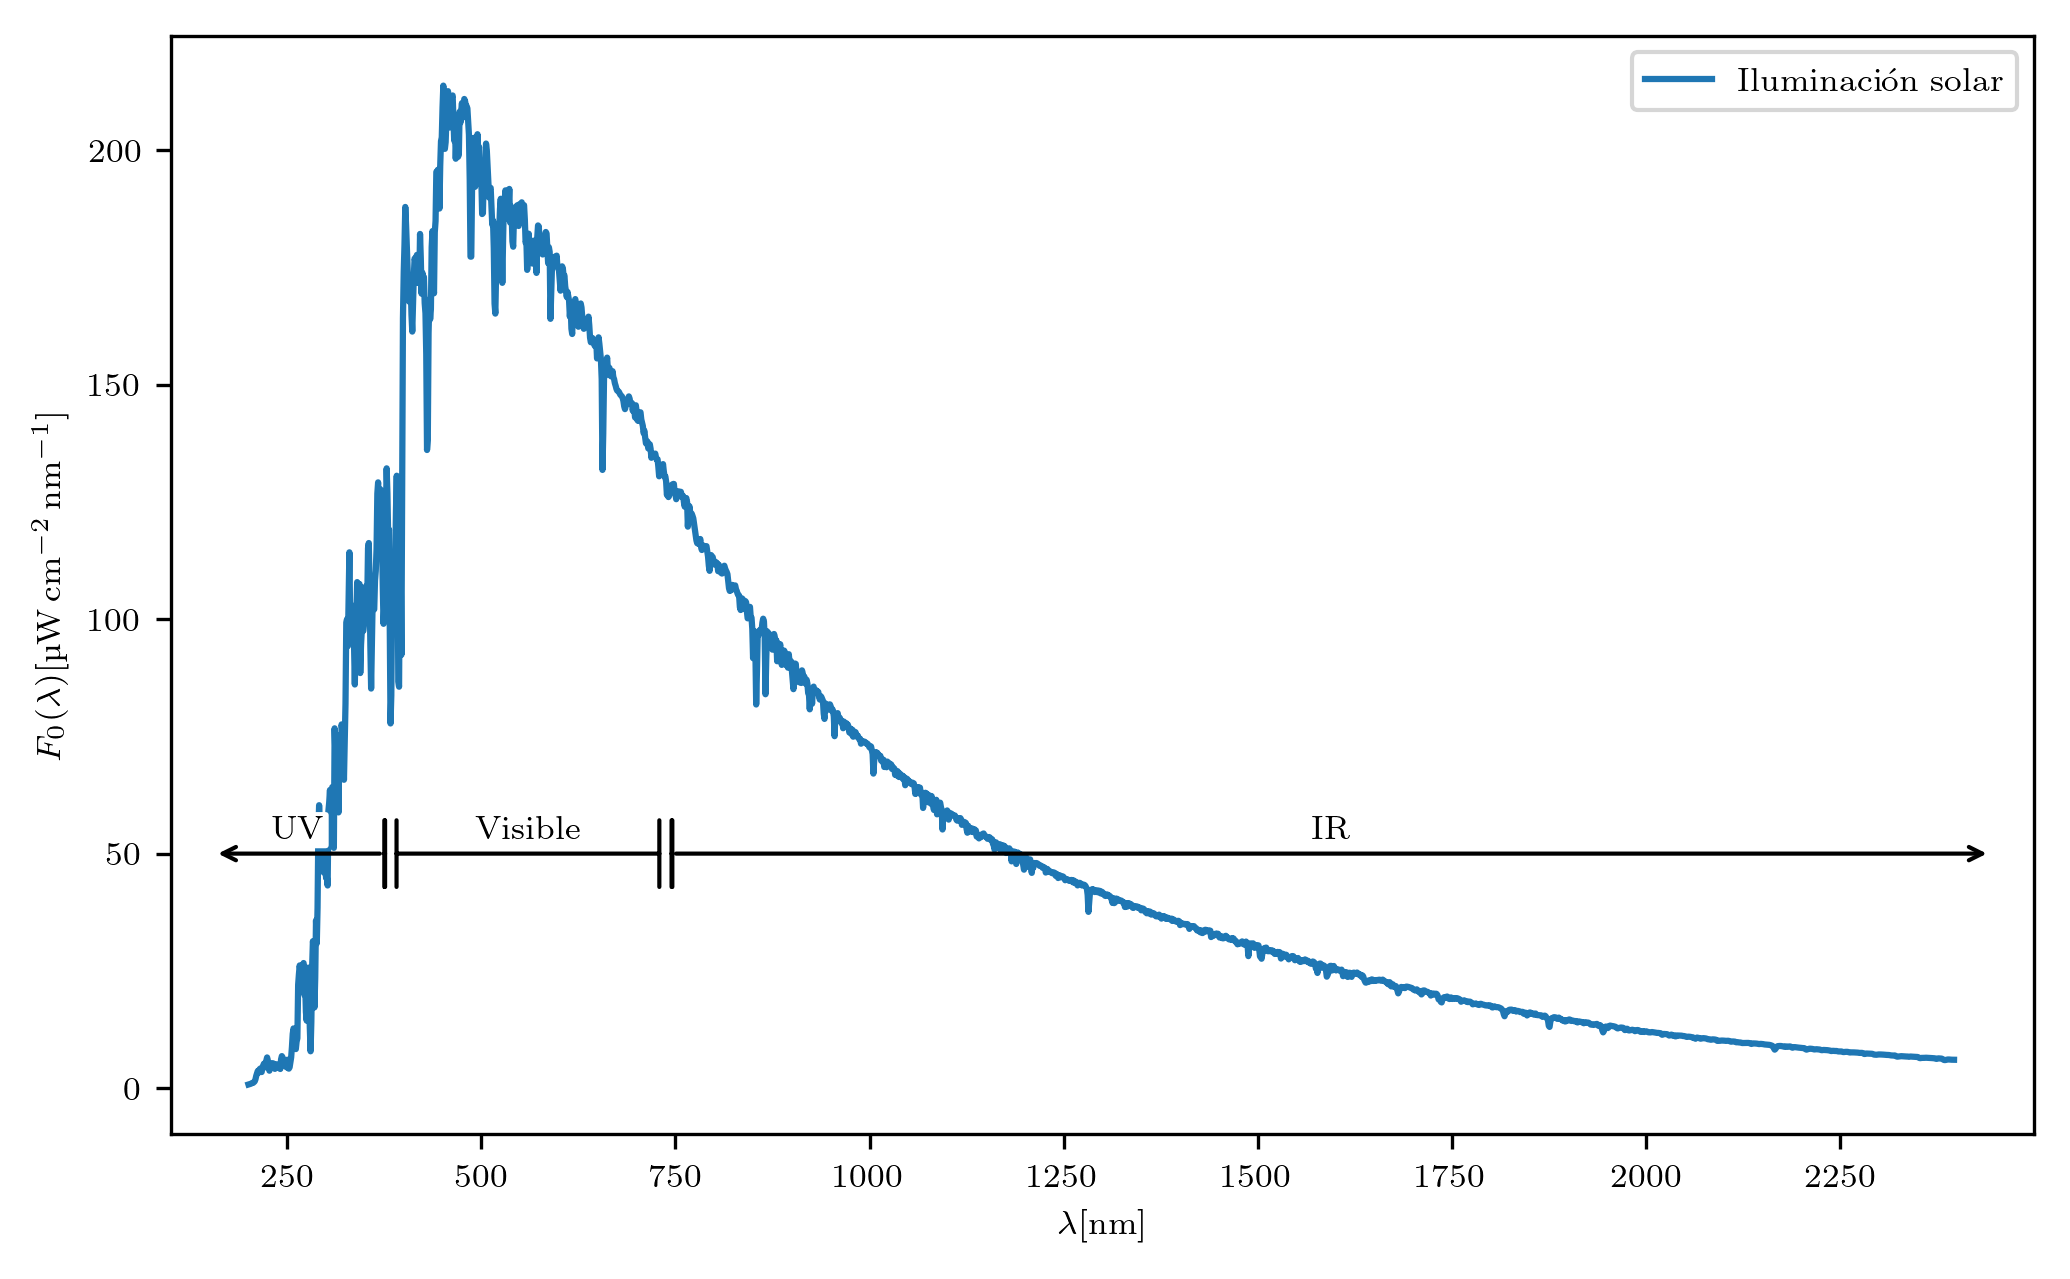 Iluminación solar
200
150
100
50
0
F₀(λ)[µW cm⁻² nm⁻¹]
UV
Visible
IR
250 500 750 1000 1250 1500 1750 2000 2250
λ[nm]